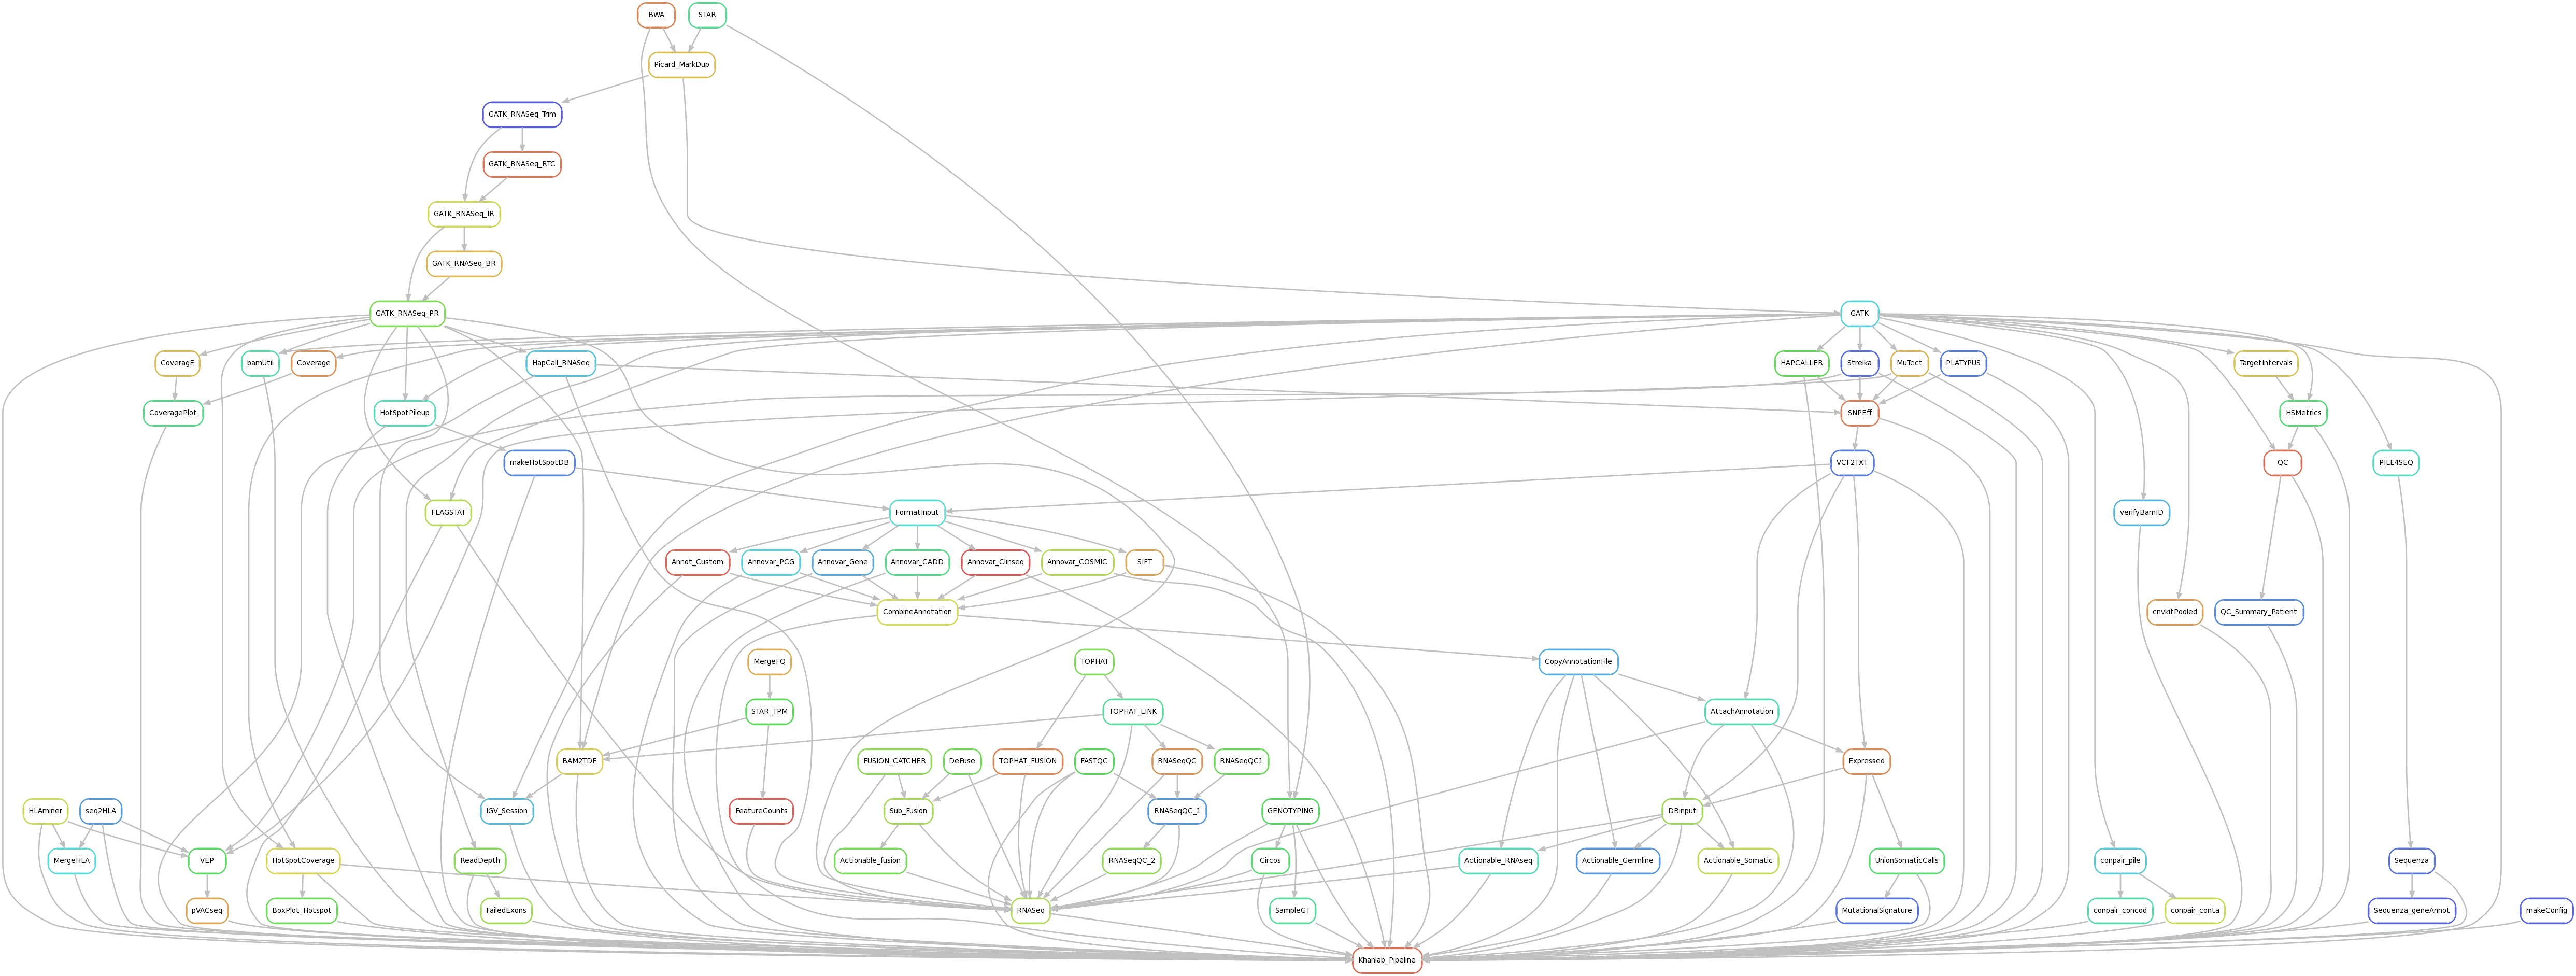 BWA
STAR
Picard_MarkDup
GATK_RNASeq_Trim
GATK_RNASeq_RTC
GATK_RNASeq_IR
GATK_RNASeq_BR
GATK_RNASeq_PR
GATK
CoveragE
bamUtil
Coverage
HapCall_RNASeq
HAPCALLER
Strelka
MuTect
PLATYPUS
TargetIntervals
CoveragePlot
HotSpotPileup
SNPEff
HSMetrics
makeHotSpotDB
VCF2TXT
QC
PILE4SEQ
FLAGSTAT
FormatInput
verifyBamID
Annot_Custom
Annovar_PCG
Annovar_Gene
Annovar_CADD
Annovar_Clinseq
Annovar_COSMIC
SIFT
CombineAnnotation
cnvkitPooled
QC_Summary_Patient
MergeFQ
TOPHAT
CopyAnnotationFile
STAR_TPM
TOPHAT_LINK
AttachAnnotation
BAM2TDF
FUSION_CATCHER
DeFuse
TOPHAT_FUSION
FASTQC
RNASeqQC
RNASeqQC1
Expressed
HLAminer
seq2HLA
IGV_Session
FeatureCounts
Sub_Fusion
RNASeqQC_1
GENOTYPING
DBinput
MergeHLA
VEP
HotSpotCoverage
ReadDepth
Actionable_fusion
RNASeqQC_2
Circos
Actionable_RNAseq
Actionable_Germline
Actionable_Somatic
UnionSomaticCalls
conpair_pile
Sequenza
pVACseq
BoxPlot_Hotspot
FailedExons
RNASeq
SampleGT
MutationalSignature
conpair_concod
conpair_conta
Sequenza_geneAnnot
makeConfig
Khanlab_Pipeline